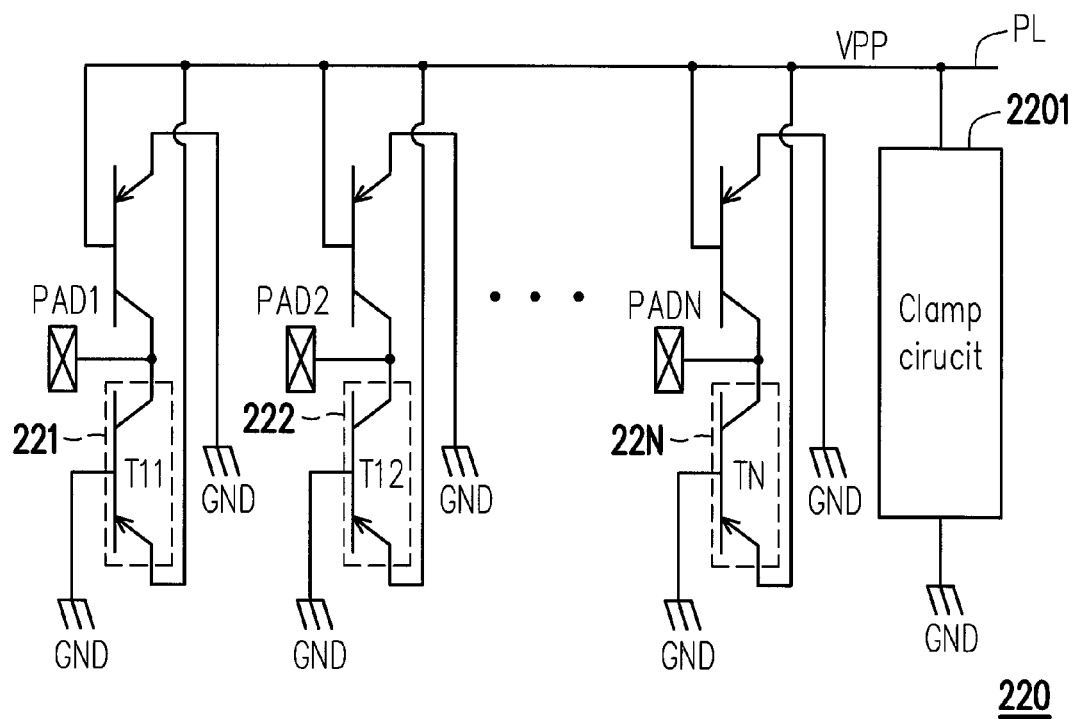 VPP
PL
2201
PAD1
PAD2
PADN
Clamp
cirucit
221
T11
222
T12
22N
TN
GND
GND
GND
GND
GND
GND
GND
220